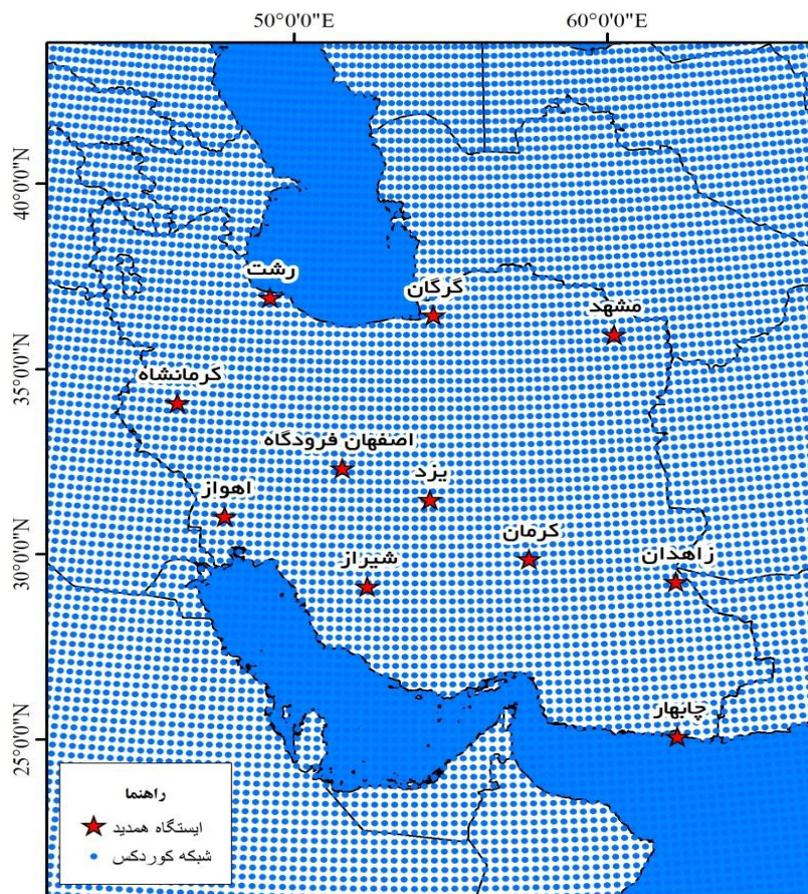 50°0'0"E
60°0'0"E
40°0'0"N
35°0'0"N
30°0'0"N
25°0'0"N
رشت
گرگان
مشهد
کرمانشاه
اصفهان فرودگاه
یزد
اهواز
کرمان
زاهدان
شیراز
چابهار
راهنما
ایستگاه همدید
شبکه کوردکس